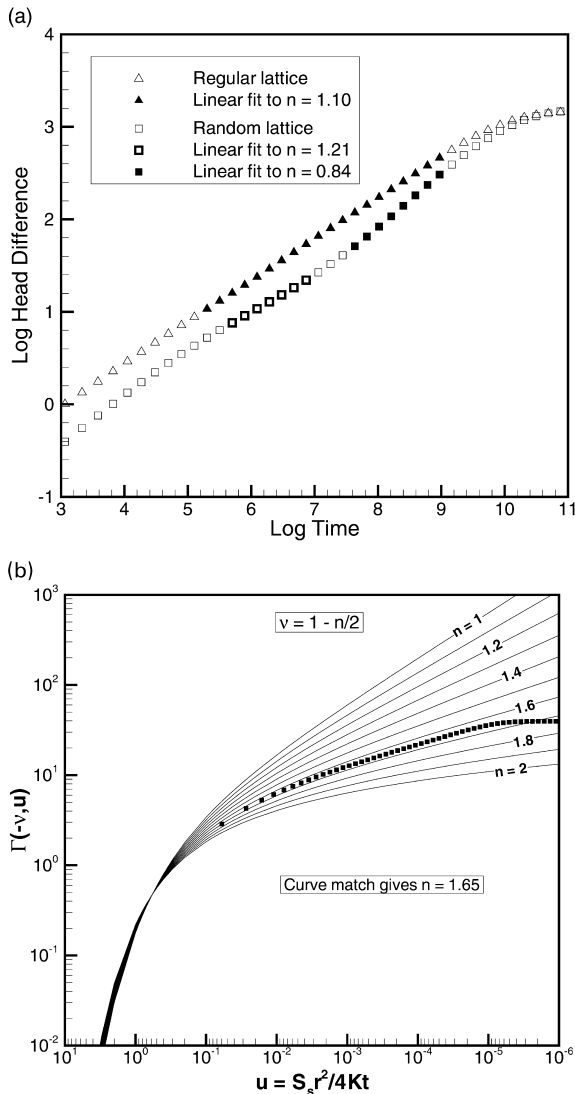 (a)
4
3
2
1
0
-1
Log Head Difference
Regular lattice
Linear fit to n = 1.10
Random lattice
Linear fit to n = 1.21
Linear fit to n = 0.84
3 4 5 6 7 8 9 10 11
Log Time
(b)
10³
10²
10¹
10⁰
10⁻¹
10⁻²
Γ(-ν,u)
ν = 1 - n/2
n = 1
1.2
1.4
1.6
1.8
n = 2
Curve match gives n = 1.65
10¹ 10⁰ 10⁻¹ 10⁻² 10⁻³ 10⁻⁴ 10⁻⁵ 10⁻⁶
u = Sₛr²/4Kt